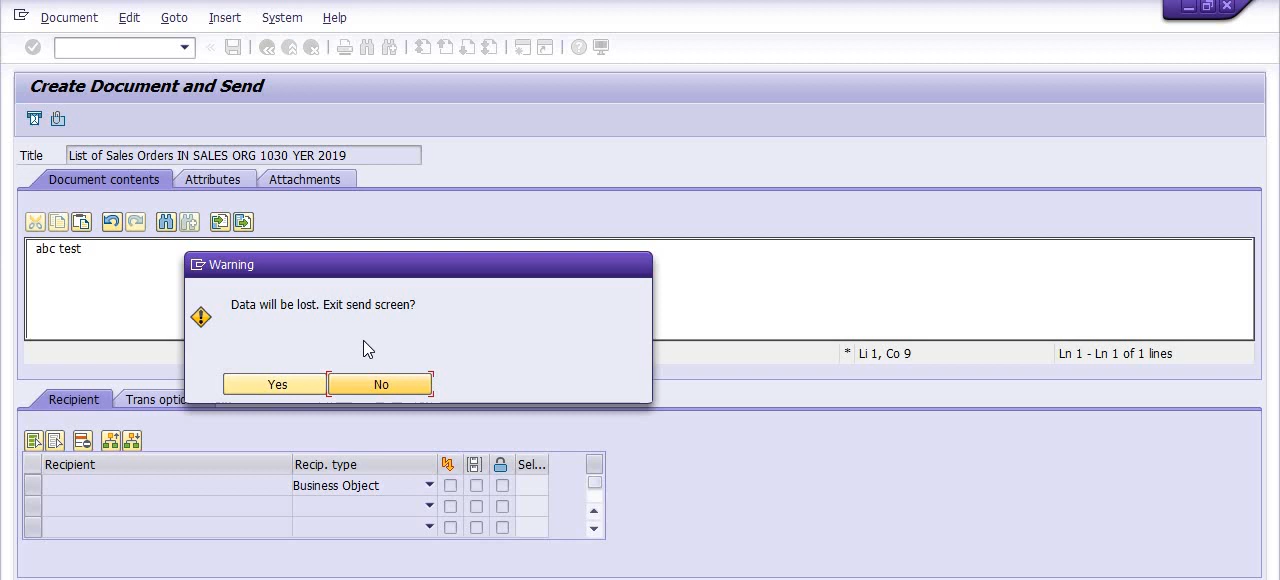 Document Edit Goto Insert System Help
Create Document and Send
Title List of Sales Orders IN SALES ORG 1030 YER 2019
Document contents Attributes Attachments
abc test
Warning
Data will be lost. Exit send screen?
* Li 1, Co 9 Ln 1 - Ln 1 of 1 lines
Yes No
Recipient Trans optio
Recipient Recip. type Sel...
Business Object